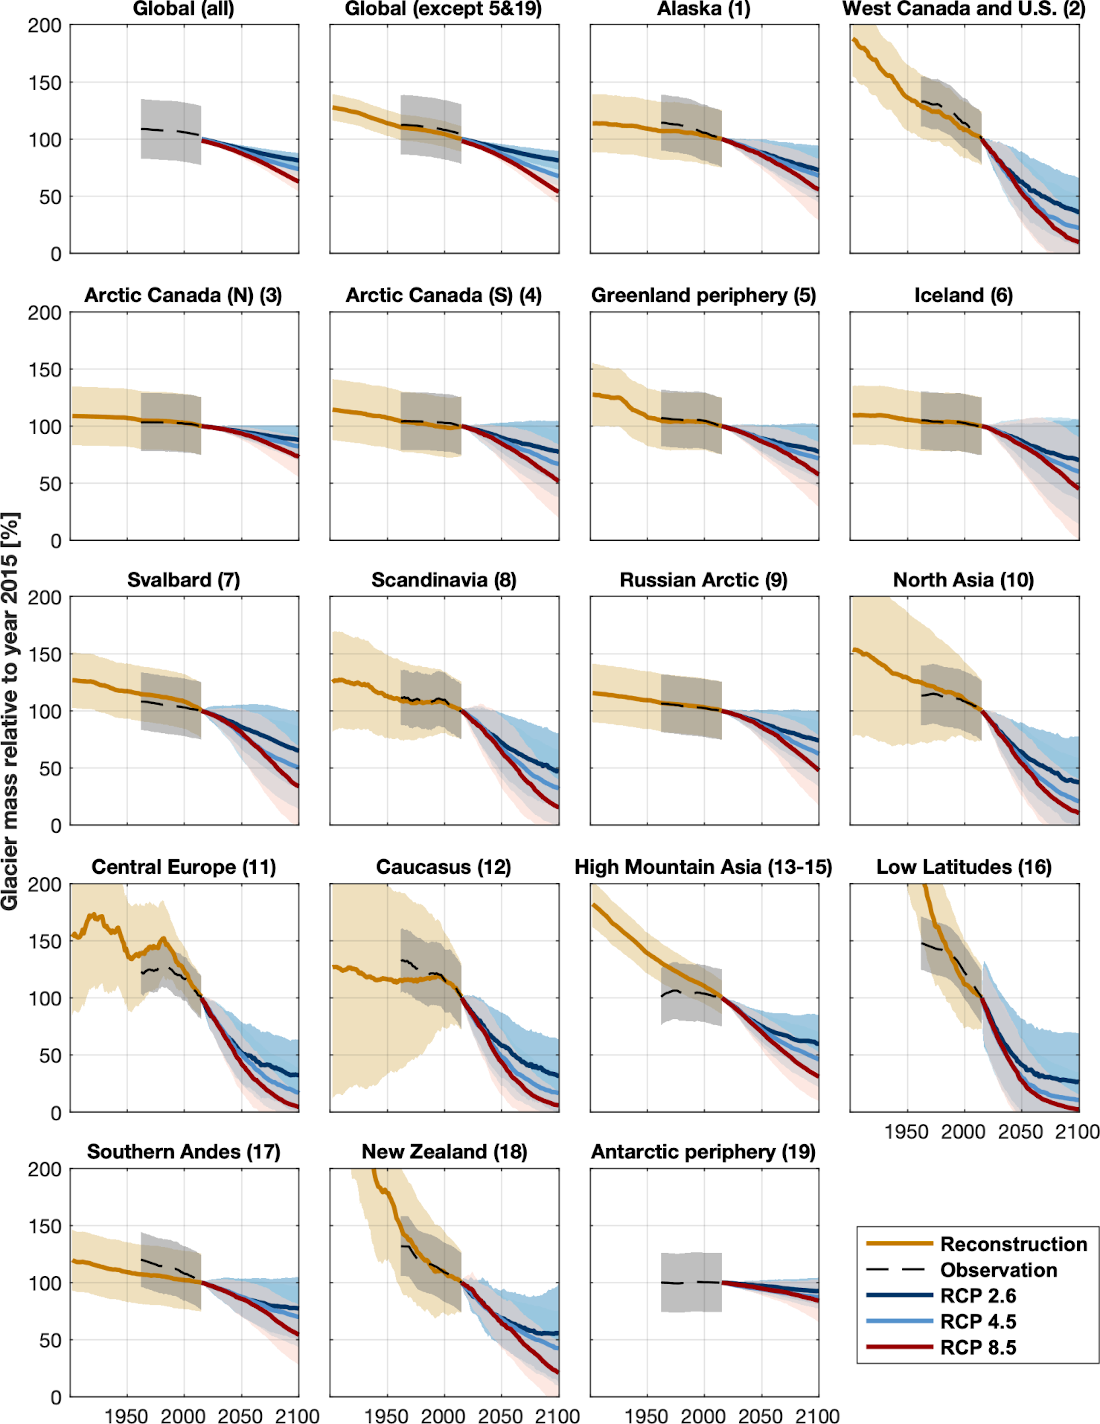 Global (all) Global (except 5&19) Alaska (1) West Canada and U.S. (2)
200
150
100
50
0
Arctic Canada (N) (3) Arctic Canada (S) (4) Greenland periphery (5) Iceland (6)
200
150
100
50
0
Glacier mass relative to year 2015 [%]
Svalbard (7) Scandinavia (8) Russian Arctic (9) North Asia (10)
200
150
100
50
0
Central Europe (11) Caucasus (12) High Mountain Asia (13-15) Low Latitudes (16)
200
150
100
50
0
1950 2000 2050 2100
Southern Andes (17) New Zealand (18) Antarctic periphery (19)
200
150
100
50
0
1950 2000 2050 2100 1950 2000 2050 2100 1950 2000 2050 2100
Reconstruction
Observation
RCP 2.6
RCP 4.5
RCP 8.5